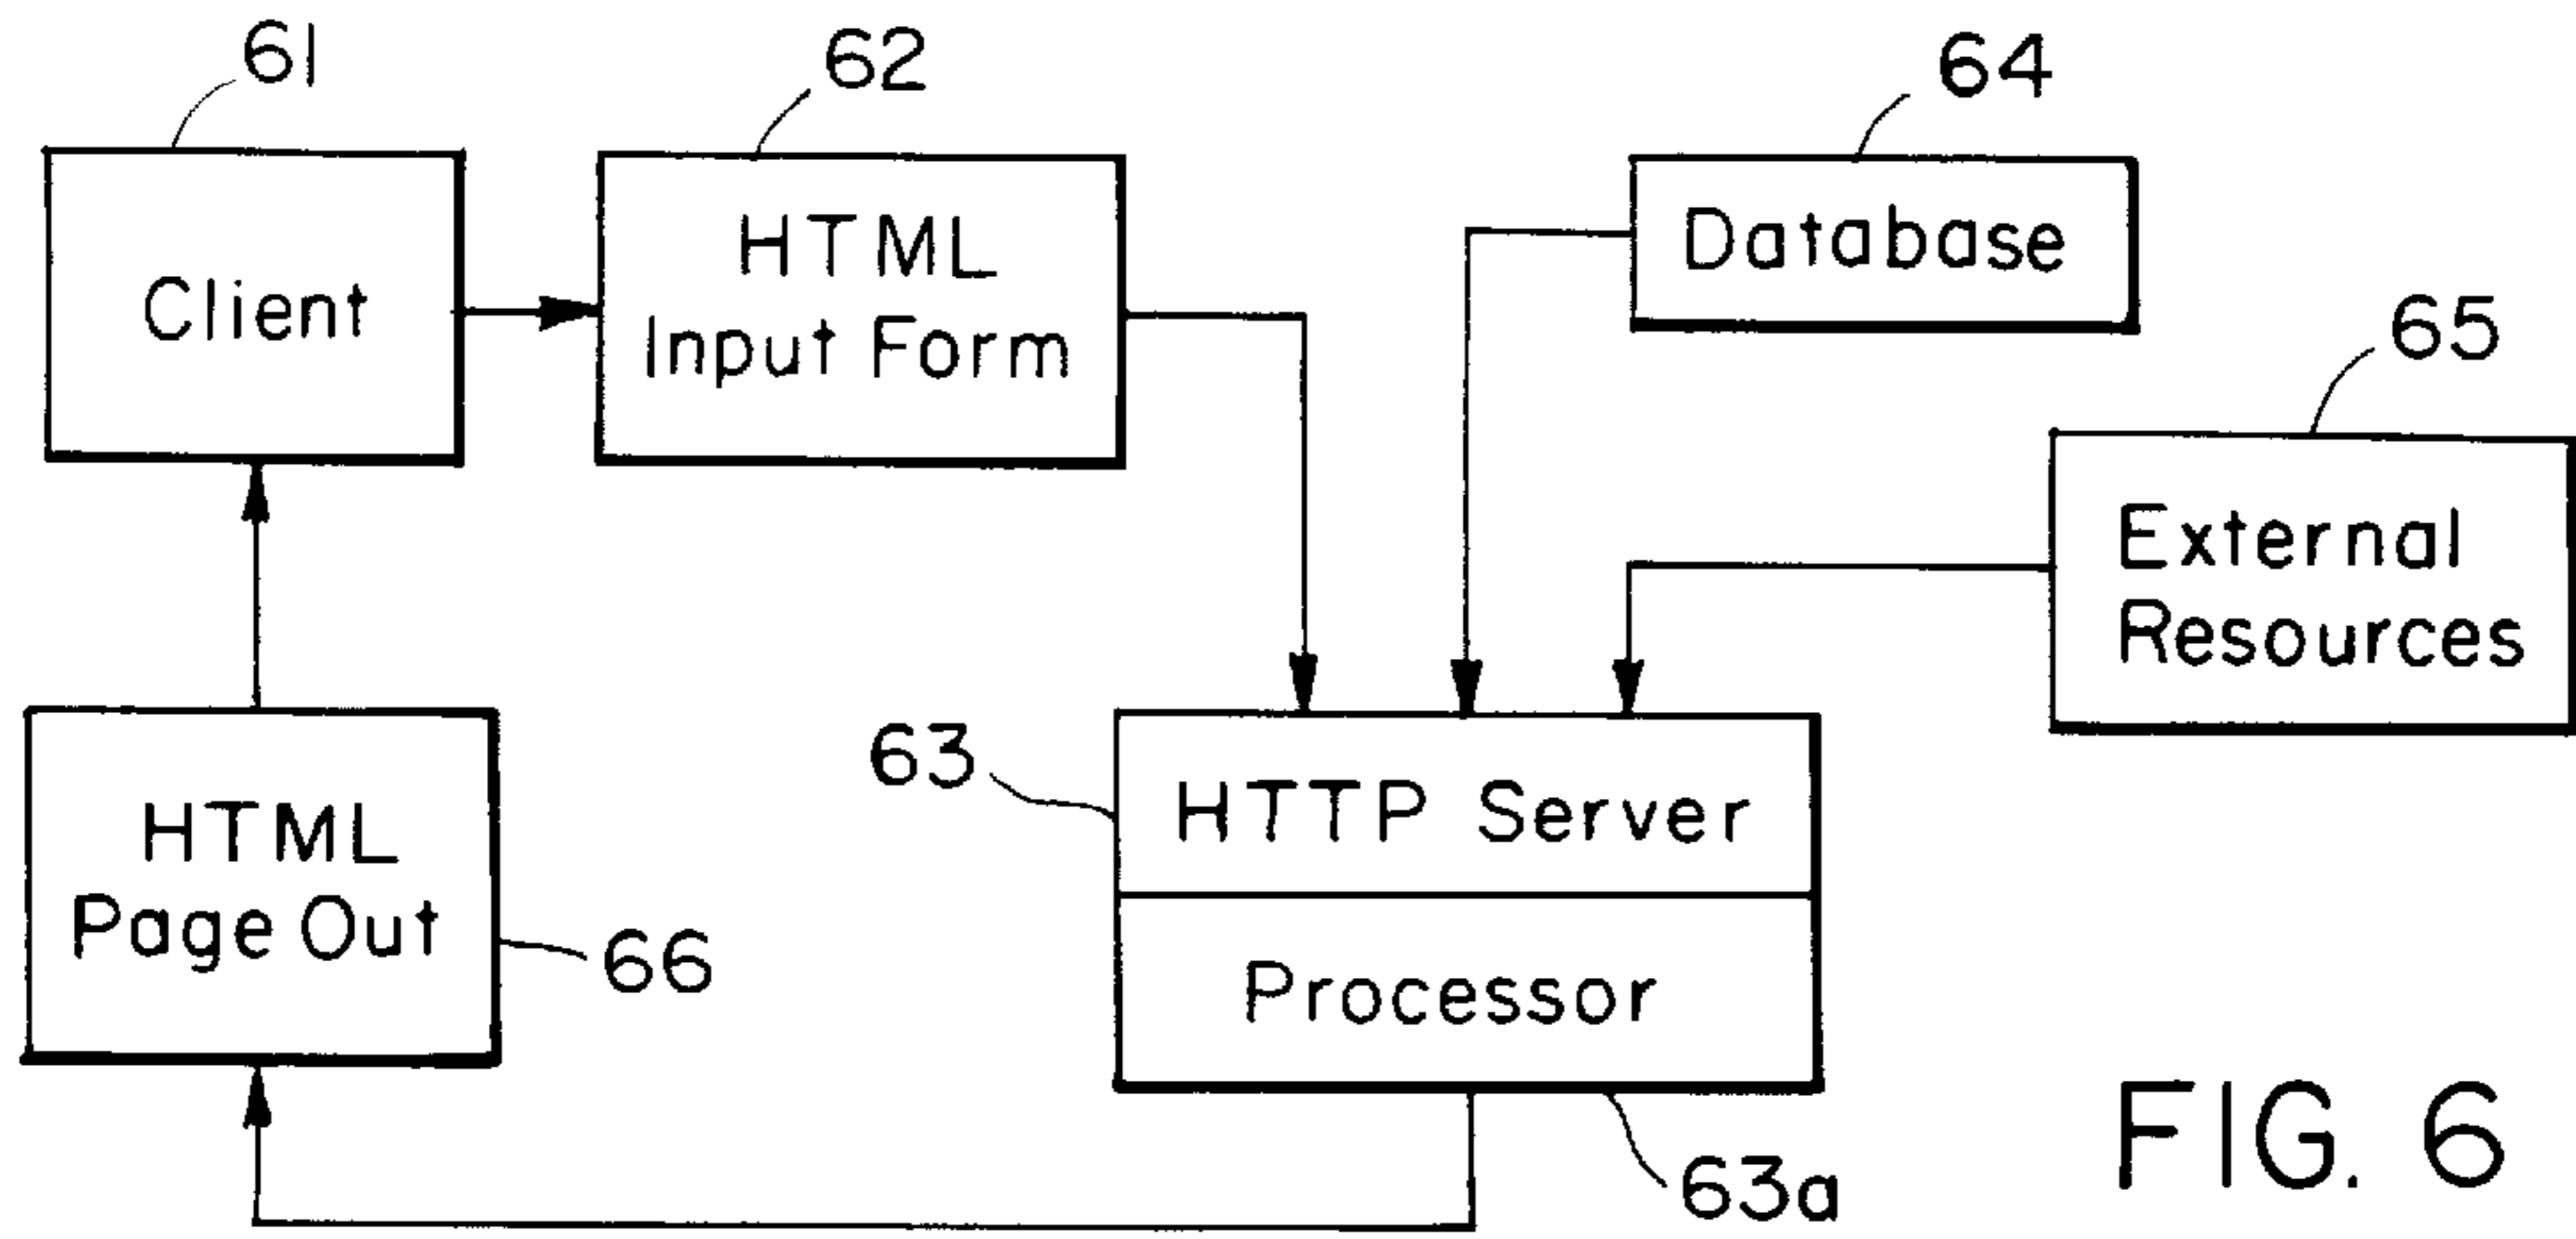 61
62
64
Client
HTML
Input Form
Database
65
External
Resources
63
HTTP Server
HTML
Page Out
66
Processor
63a
FIG. 6